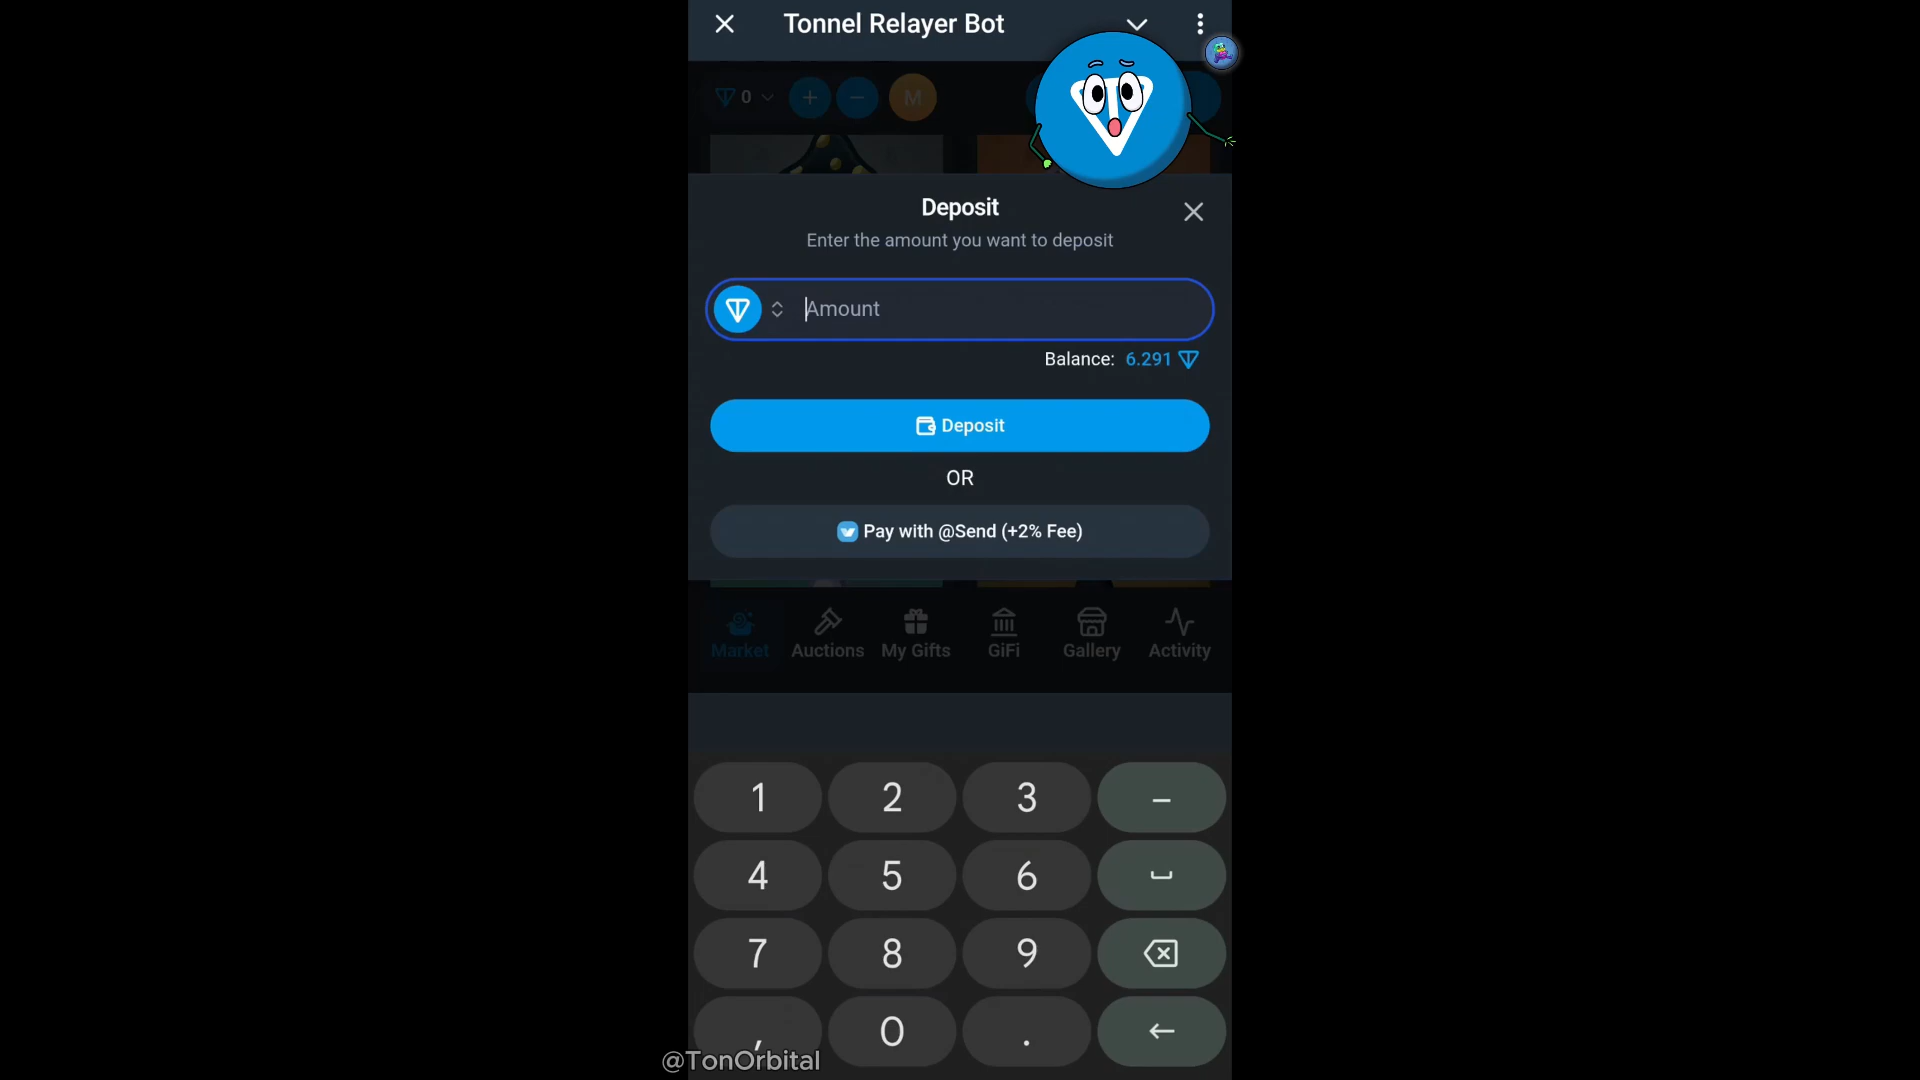 Tonnel Relayer Bot
0
+
−
M
Deposit
Enter the amount you want to deposit
Amount
Balance: 6.291
Deposit
OR
Pay with @Send (+2% Fee)
Market Auctions My Gifts GiFi Gallery Activity
1 2 3 –
4 5 6
7 8 9
, 0 .
@TonOrbital